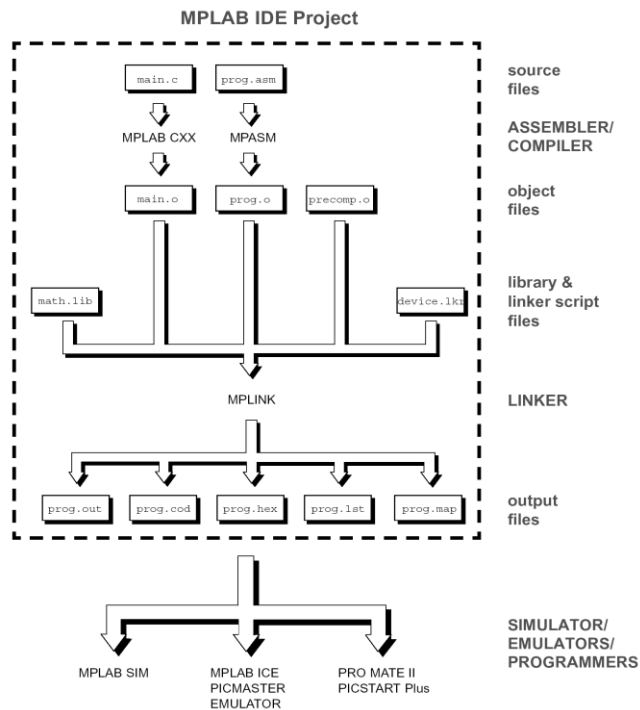 MPLAB IDE Project
main.c
prog.asm
source
files
MPLAB CXX
MPASM
ASSEMBLER/
COMPILER
main.o
prog.o
precomp.o
object
files
math.lib
device.lkr
library &
linker script
files
MPLINK
LINKER
prog.out
prog.cod
prog.hex
prog.lst
prog.map
output
files
MPLAB SIM
MPLAB ICE
PICMASTER
EMULATOR
PRO MATE II
PICSTART Plus
SIMULATOR/
EMULATORS/
PROGRAMMERS